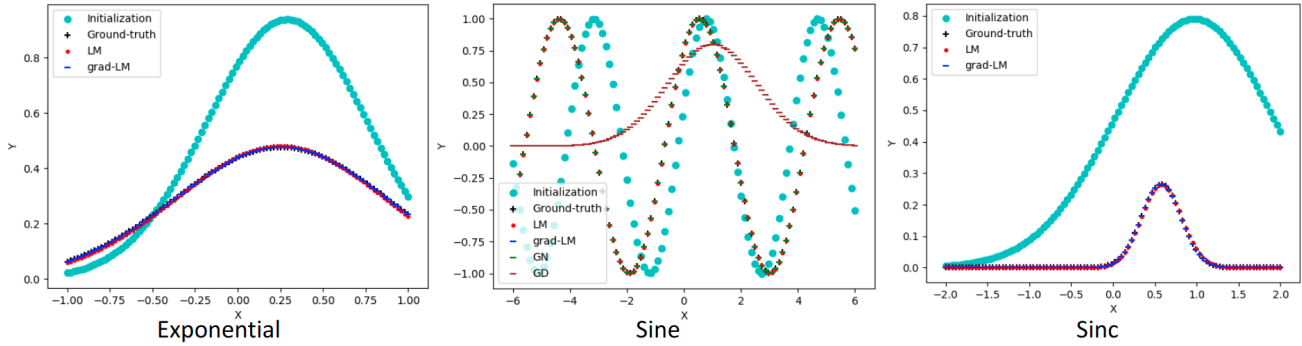 Initialization
Ground-truth
LM
grad-LM
0.8
0.6
0.4
0.2
0.0
Y
-1.00 -0.75 -0.50 -0.25 0.00 0.25 0.50 0.75 1.00
X
Exponential
1.00
0.75
0.50
0.25
0.00
-0.25
-0.50
-0.75
-1.00
Y
Initialization
Ground-truth
LM
grad-LM
GN
GD
-6 -4 -2 0 2 4 6
X
Sine
Initialization
Ground-truth
LM
grad-LM
0.8
0.7
0.6
0.5
0.4
0.3
0.2
0.1
0.0
Y
-2.0 -1.5 -1.0 -0.5 0.0 0.5 1.0 1.5 2.0
X
Sinc